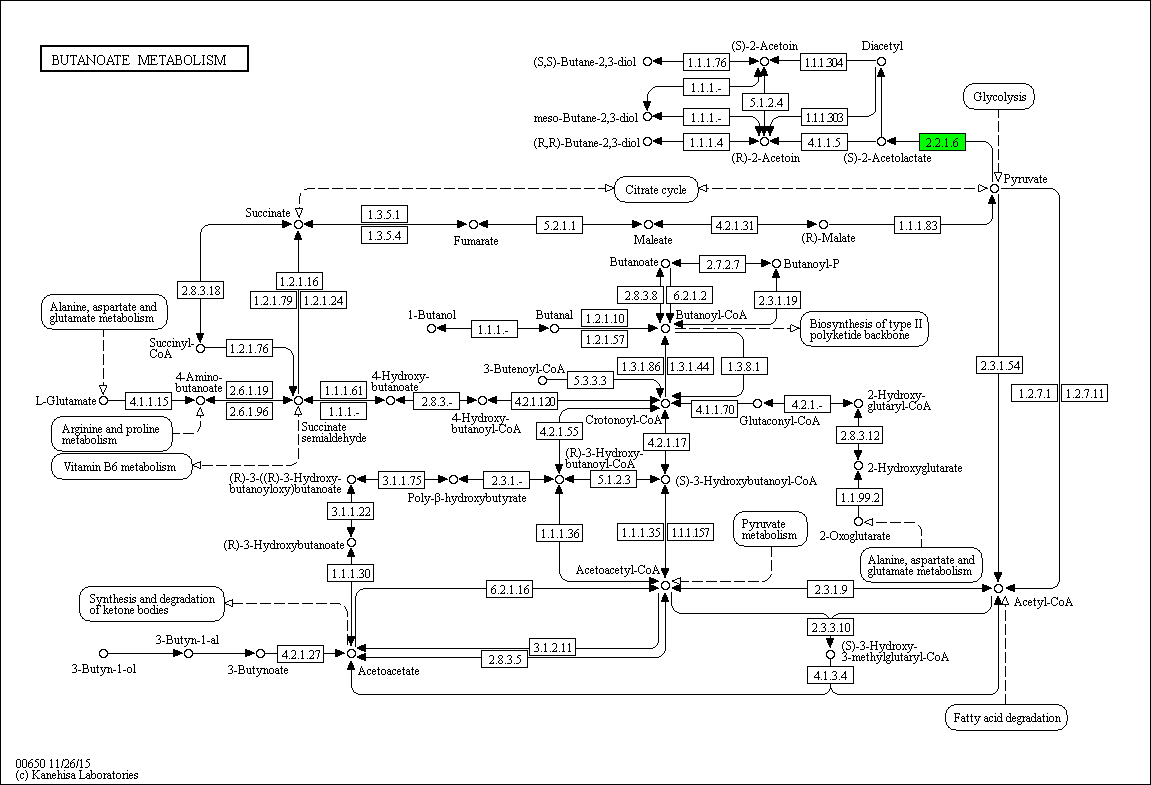 BUTANOATE METABOLISM
(S)-2-Acetoin
Diacetyl
(S,S)-Butane-2,3-diol
1.1.1.76
1.1.1.304
1.1.1.-
5.1.2.4
Glycolysis
meso-Butane-2,3-diol
1.1.1.-
1.1.1.303
(R,R)-Butane-2,3-diol
1.1.1.4
4.1.1.5
2.2.1.6
(R)-2-Acetoin
(S)-2-Acetolactate
Pyruvate
Citrate cycle
Succinate
1.3.5.1
1.3.5.4
Fumarate
5.2.1.1
Maleate
4.2.1.31
(R)-Malate
1.1.1.83
Butanoate
2.7.2.7
Butanoyl-P
2.8.3.18
1.2.1.16
1.2.1.79
1.2.1.24
2.8.3.8
6.2.1.2
2.3.1.19
Alanine, aspartate and
glutamate metabolism
1-Butanol
1.1.1.-
Butanal
1.2.1.10
1.2.1.57
Butanoyl-CoA
Biosynthesis of type II
polyketide backbone
Succinyl-
CoA
1.2.1.76
3-Butenoyl-CoA
5.3.3.3
1.3.1.86
1.3.1.44
1.3.8.1
2.3.1.54
1.2.7.1
1.2.7.11
L-Glutamate
4.1.1.15
4-Amino-
butanoate
2.6.1.19
2.6.1.96
1.1.1.61
1.1.1.-
4-Hydroxy-
butanoate
2.8.3.-
4-Hydroxy-
butanoyl-CoA
4.2.1.120
Crotonoyl-CoA
4.1.1.70
Glutaconyl-CoA
4.2.1.-
2-Hydroxy-
glutaryl-CoA
Succinate
semialdehyde
Arginine and proline
metabolism
Vitamin B6 metabolism
4.2.1.55
4.2.1.17
2.8.3.12
(R)-3-Hydroxy-
butanoyl-CoA
2-Hydroxyglutarate
(R)-3-((R)-3-Hydroxy-
butanoyloxy)butanoate
3.1.1.75
Poly-β-hydroxybutyrate
2.3.1.-
5.1.2.3
(S)-3-Hydroxybutanoyl-CoA
1.1.99.2
3.1.1.22
1.1.1.36
1.1.1.35
1.1.1.157
Pyruvate
metabolism
2-Oxoglutarate
(R)-3-Hydroxybutanoate
Alanine, aspartate and
glutamate metabolism
1.1.1.30
Acetoacetyl-CoA
6.2.1.16
2.3.1.9
Acetyl-CoA
Synthesis and degradation
of ketone bodies
2.3.3.10
3-Butyn-1-ol
3-Butyn-1-al
3-Butynoate
4.2.1.27
Acetoacetate
3.1.2.11
2.8.3.5
(S)-3-Hydroxy-
3-methylglutaryl-CoA
4.1.3.4
Fatty acid degradation
00650 11/26/15
(c) Kanehisa Laboratories